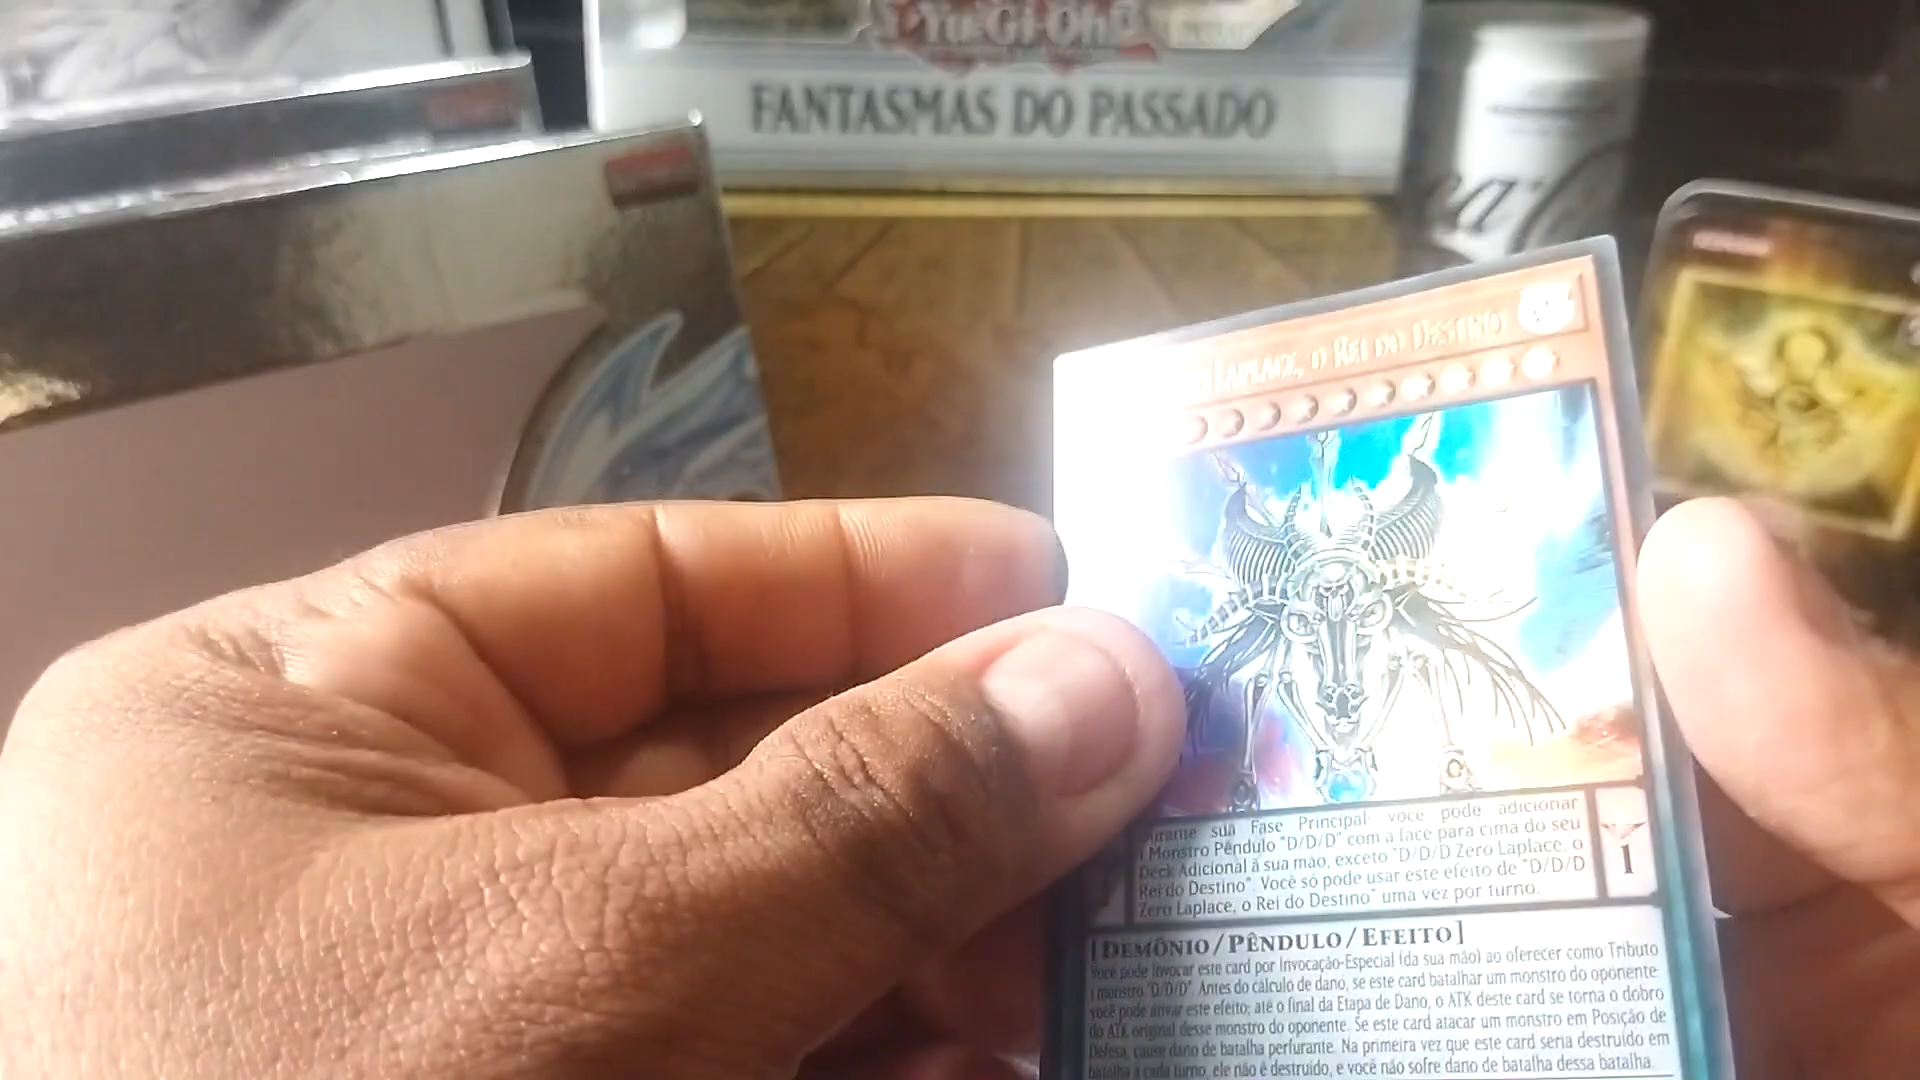 Yu-Gi-Oh!
FANTASMAS DO PASSADO
LAPLACE, O REI DO DESTINO
sua Fase Principal: você pode adicionar
1 Monstro Pêndulo "D/D/D" com a face para cima do seu
Deck Adicional à sua mão, exceto "D/D/D Zero Laplace, o
Rei do Destino". Você só pode usar este efeito de "D/D/D
Zero Laplace, o Rei do Destino" uma vez por turno.
1
[DEMÔNIO/PÊNDULO/EFEITO]
Você pode Invocar este card por Invocação-Especial (da sua mão) ao oferecer como Tributo
1 monstro "D/D/D". Antes do cálculo de dano, se este card batalhar um monstro do oponente:
você pode ativar este efeito; até o final da Etapa de Dano, o ATK deste card se torna o dobro
do ATK original desse monstro do oponente. Se este card atacar um monstro em Posição de
Defesa, cause dano de batalha perfurante. Na primeira vez que este card seria destruído em
batalha a cada turno, ele não é destruído, e você não sofre dano de batalha dessa batalha.